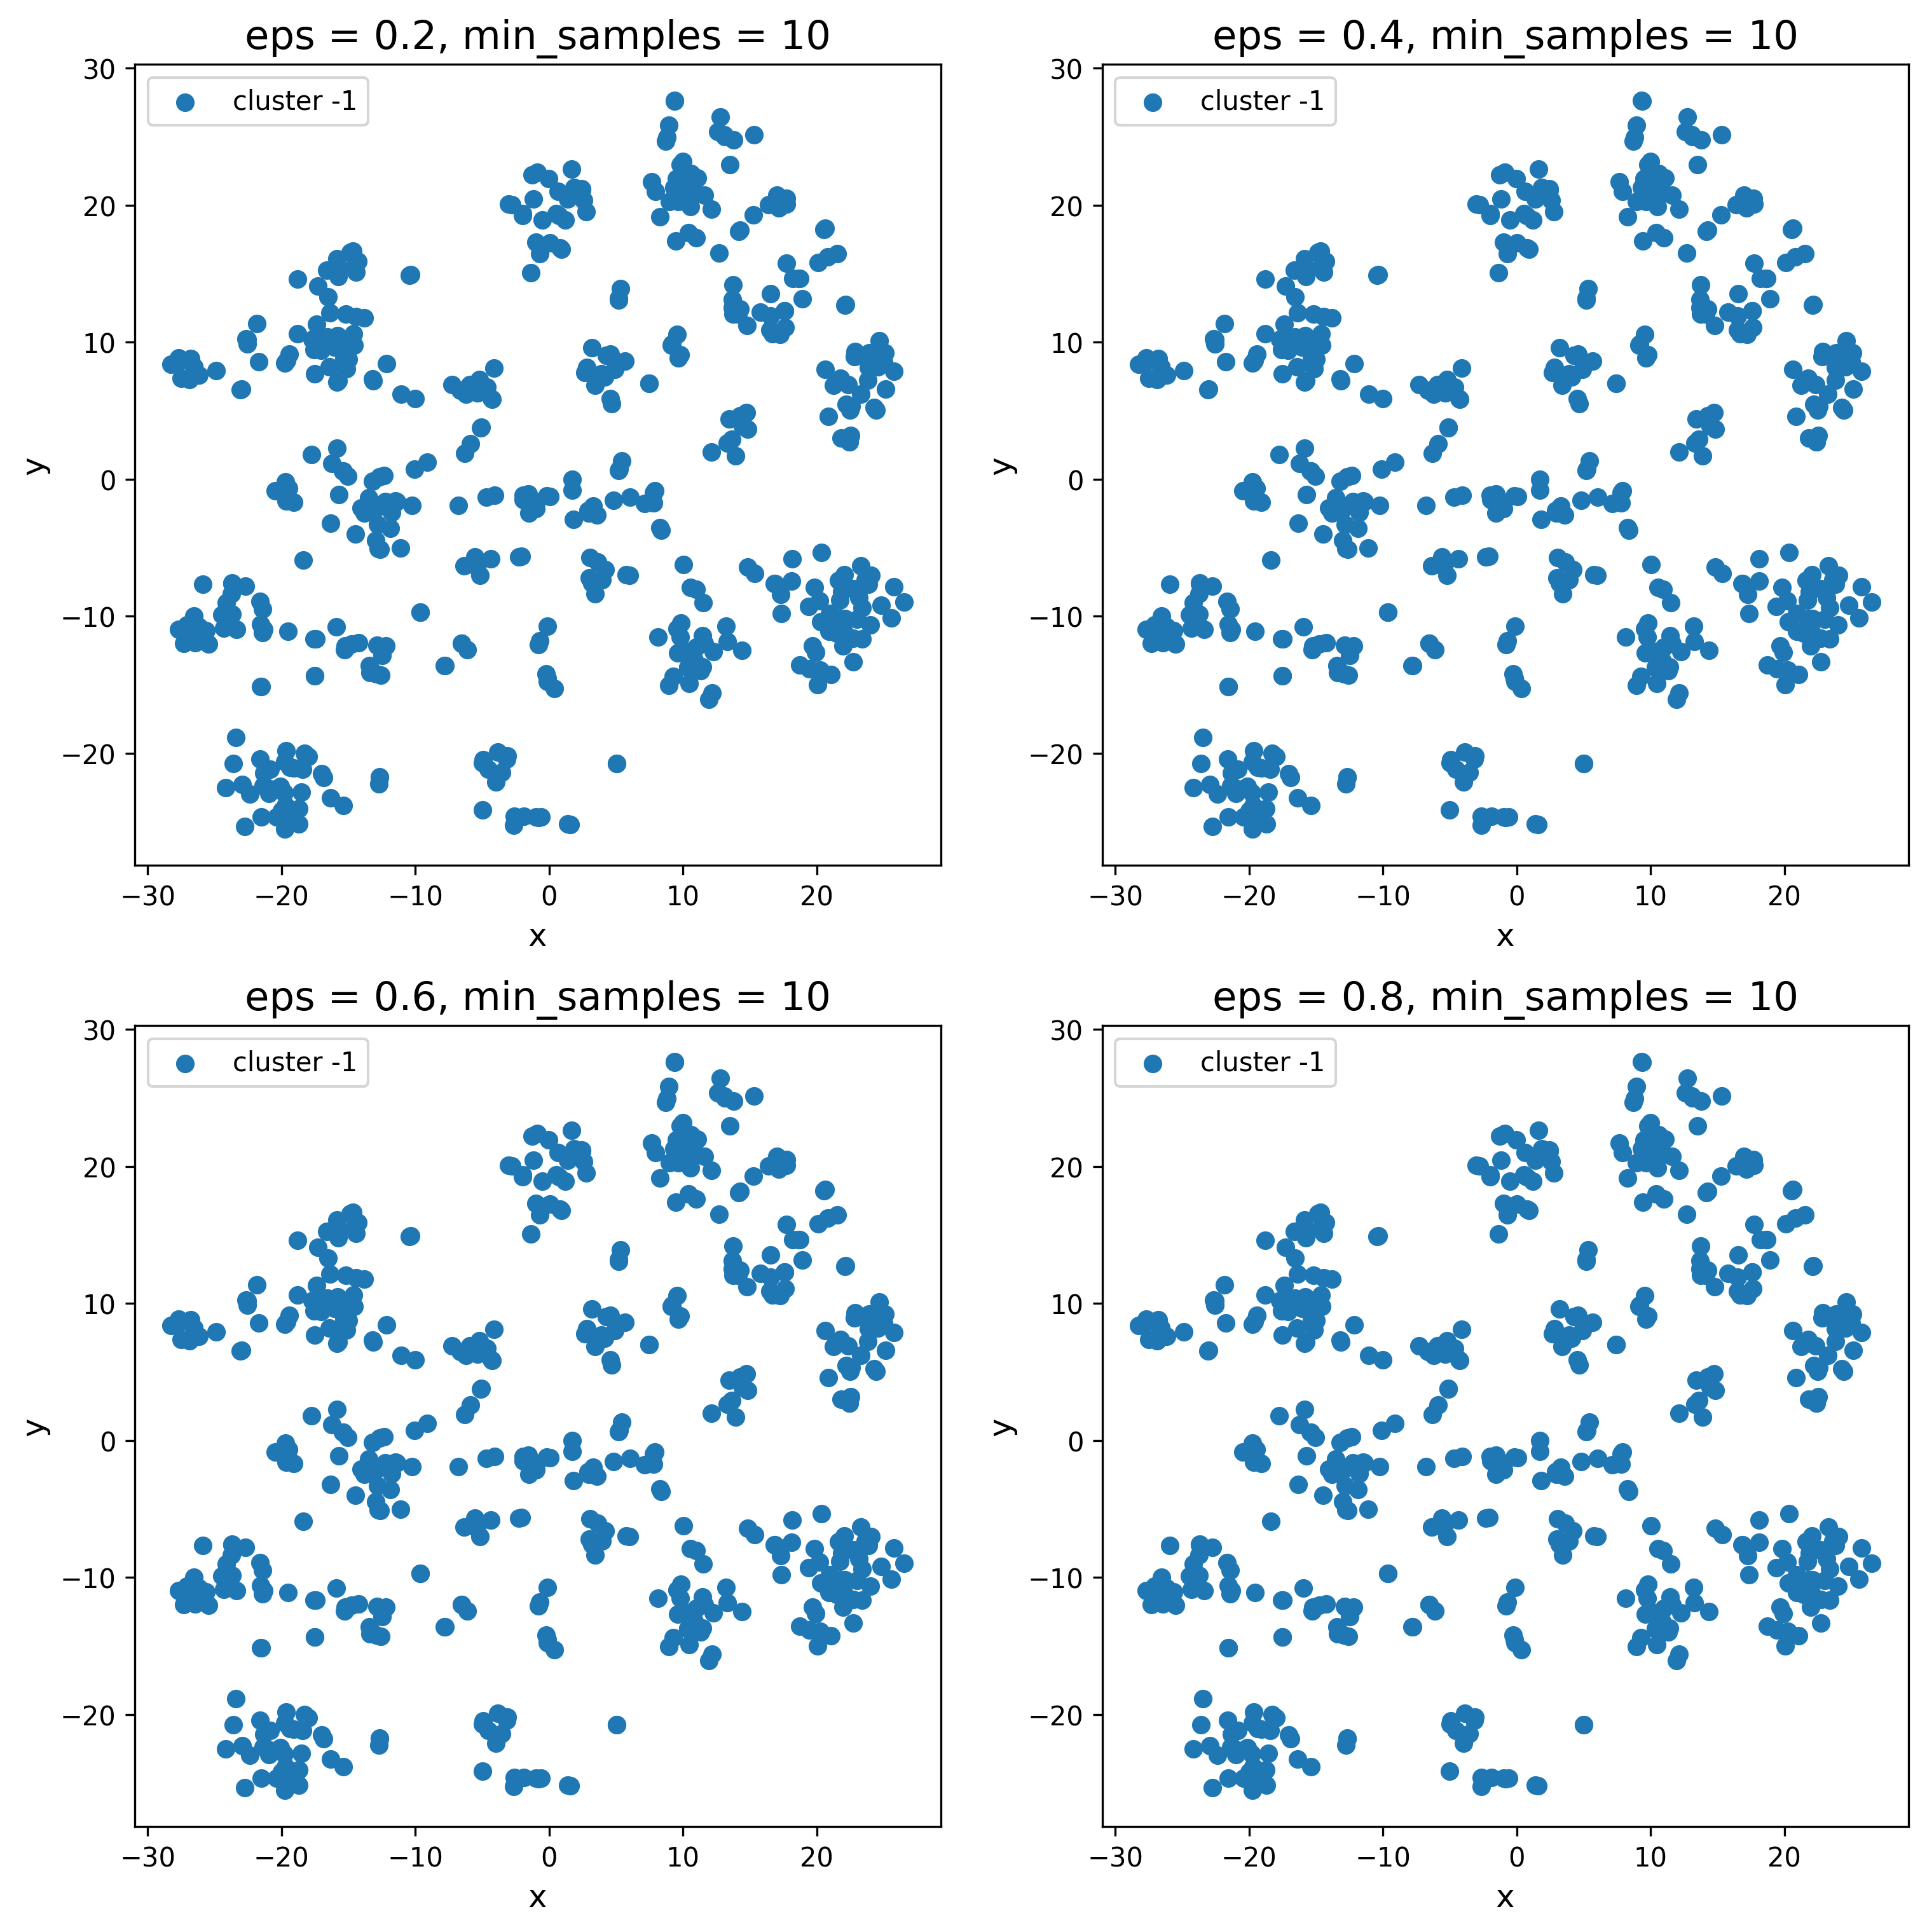 eps = 0.2, min_samples = 10
cluster -1
30
20
10
0
−10
−20
y
−30 −20 −10 0 10 20
x
eps = 0.4, min_samples = 10
cluster -1
30
20
10
0
−10
−20
y
−30 −20 −10 0 10 20
x
eps = 0.6, min_samples = 10
cluster -1
30
20
10
0
−10
−20
y
−30 −20 −10 0 10 20
x
eps = 0.8, min_samples = 10
cluster -1
30
20
10
0
−10
−20
y
−30 −20 −10 0 10 20
x